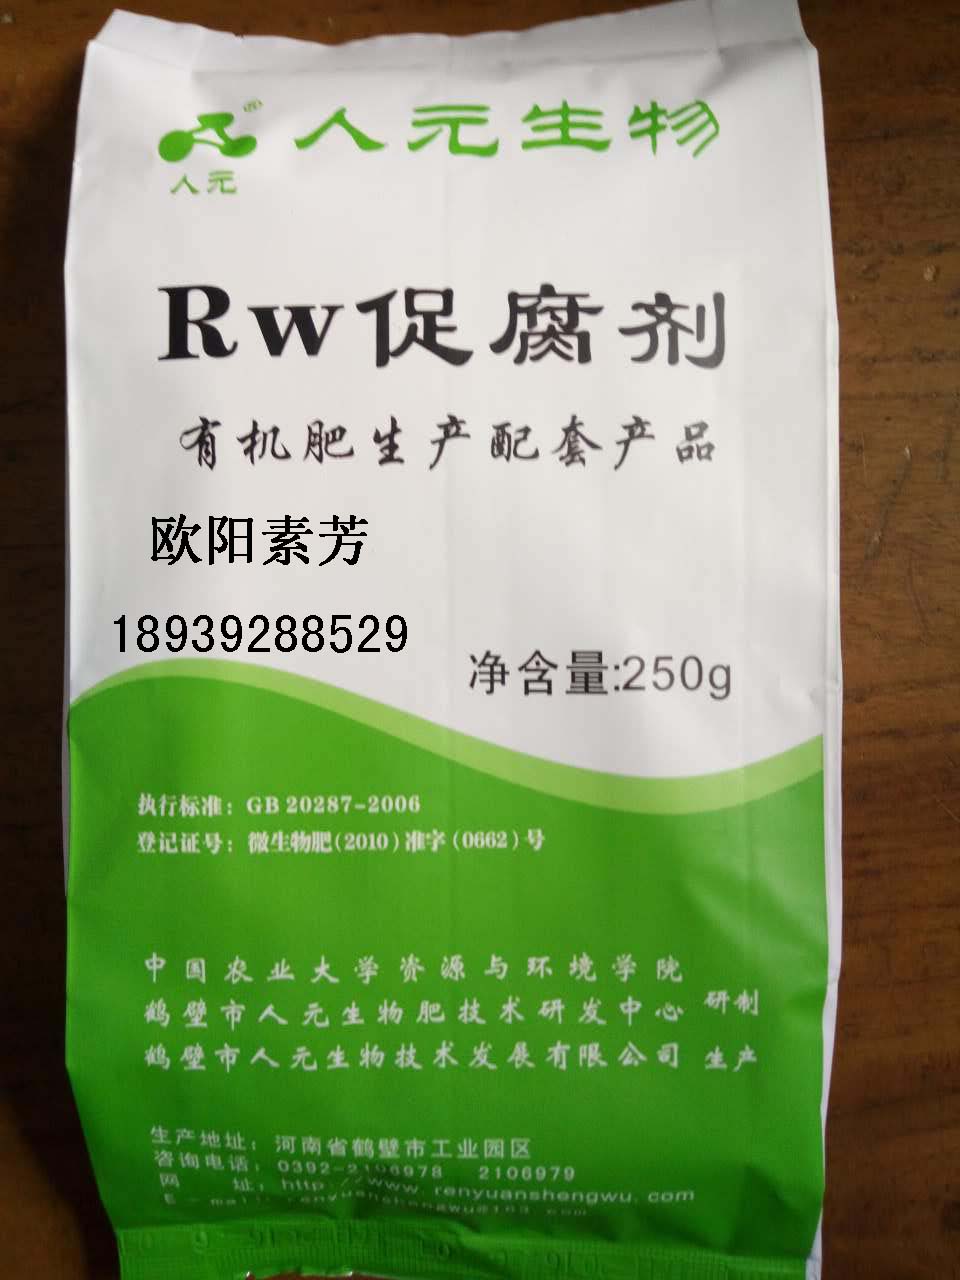 ® 人元生物
人元
Rw促腐剂
有机肥生产配套产品
欧阳素芳
18939288529
净含量:250g
执行标准：GB 20287-2006
登记证号：微生物肥(2010)准字(0662)号
中国农业大学资源与环境学院
鹤壁市人元生物肥技术研发中心 研制
鹤壁市人元生物技术发展有限公司 生产
生产地址：河南省鹤壁市工业园区
咨询电话：0392-2106978 2106979
网 址：http://www.renyuanshengwu.com
E-mail:renyuanshengwu@163.com